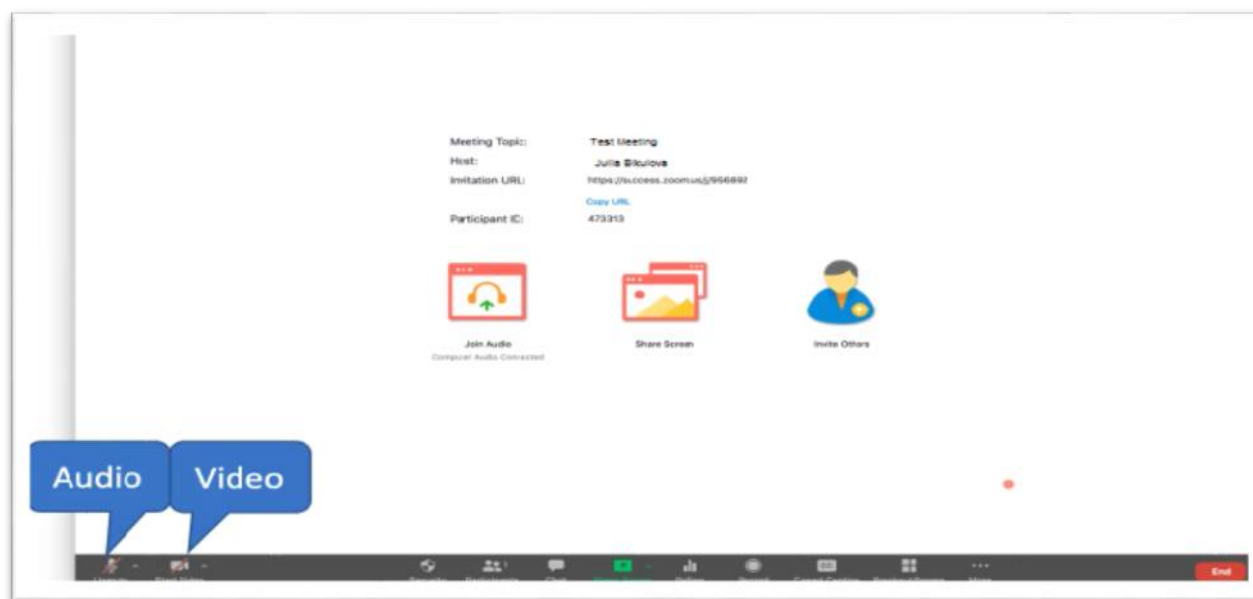 Meeting Topic: Test Meeting
Host: Julia Bikulova
Invitation URL: https://success.zoom.us/j/956892
Copy URL
Participant IC: 473313
Join Audio
Computer Audio Connected
Share Screen
Invite Others
Audio
Video
End